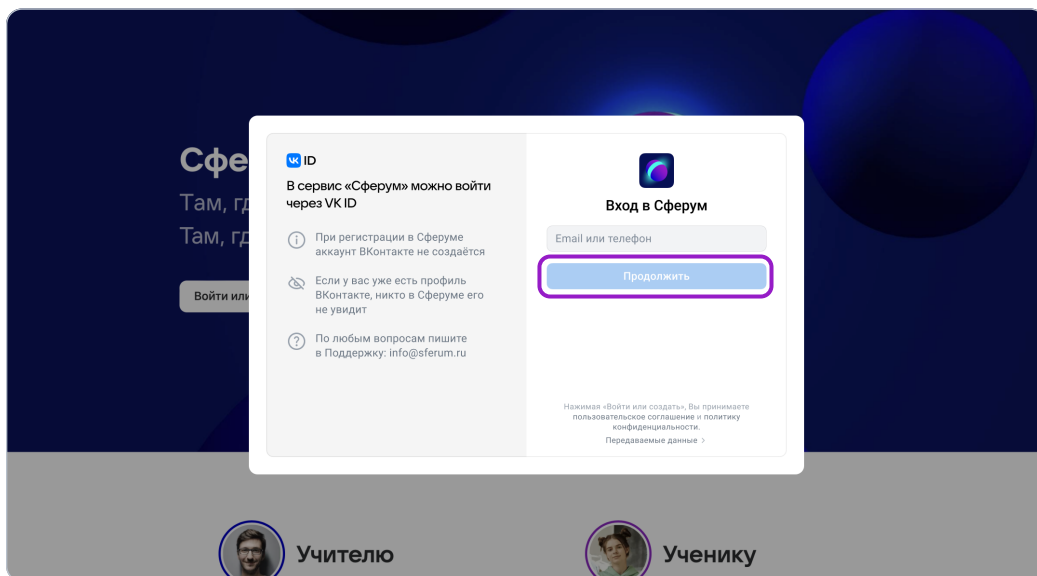 Сфе
Там, гд
Там, гд
Войти или
VK ID
В сервис «Сферум» можно войти
через VK ID
При регистрации в Сферуме
аккаунт ВКонтакте не создаётся
Если у вас уже есть профиль
ВКонтакте, никто в Сферуме его
не увидит
По любым вопросам пишите
в Поддержку: info@sferum.ru
Вход в Сферум
Email или телефон
Продолжить
Нажимая «Войти или создать», Вы принимаете
пользовательское соглашение и политику
конфиденциальности.
Передаваемые данные >
Учителю
Ученику